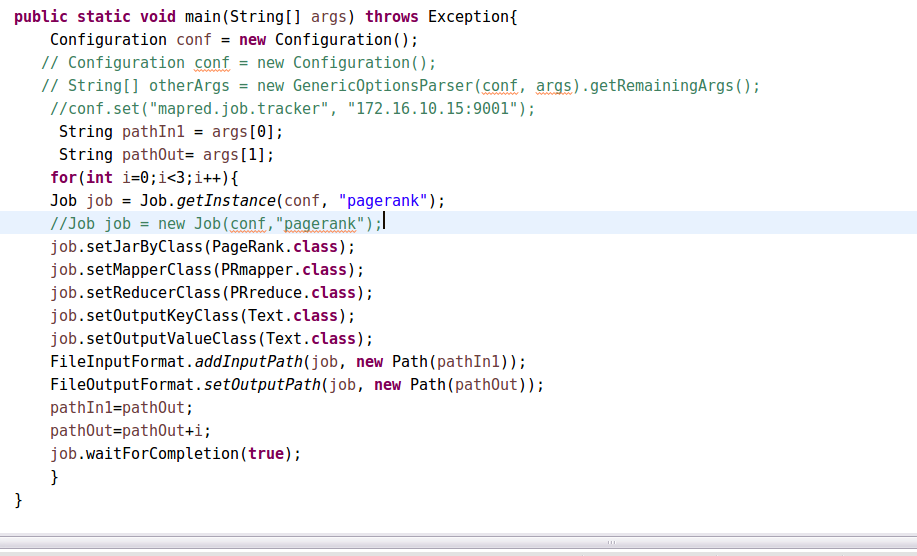 public static void main(String[] args) throws Exception{
    Configuration conf = new Configuration();
   // Configuration conf = new Configuration();
   // String[] otherArgs = new GenericOptionsParser(conf, args).getRemainingArgs();
    //conf.set("mapred.job.tracker", "172.16.10.15:9001");
     String pathIn1 = args[0];
     String pathOut= args[1];
    for(int i=0;i<3;i++){
    Job job = Job.getInstance(conf, "pagerank");
    //Job job = new Job(conf,"pagerank");
    job.setJarByClass(PageRank.class);
    job.setMapperClass(PRmapper.class);
    job.setReducerClass(PRreduce.class);
    job.setOutputKeyClass(Text.class);
    job.setOutputValueClass(Text.class);
    FileInputFormat.addInputPath(job, new Path(pathIn1));
    FileOutputFormat.setOutputPath(job, new Path(pathOut));
    pathIn1=pathOut;
    pathOut=pathOut+i;
    job.waitForCompletion(true);
    }
}